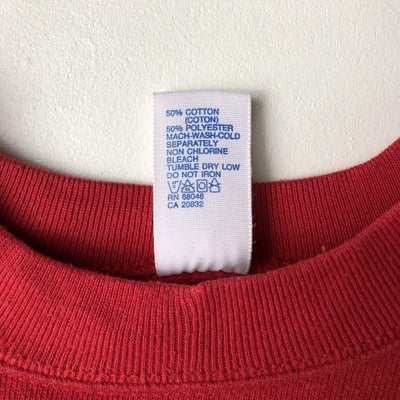 50% COTTON
(COTON)
50% POLYESTER
MACH-WASH-COLD
SEPARATELY
NON CHLORINE
BLEACH
TUMBLE DRY LOW
DO NOT IRON
RN 68046
CA 20832